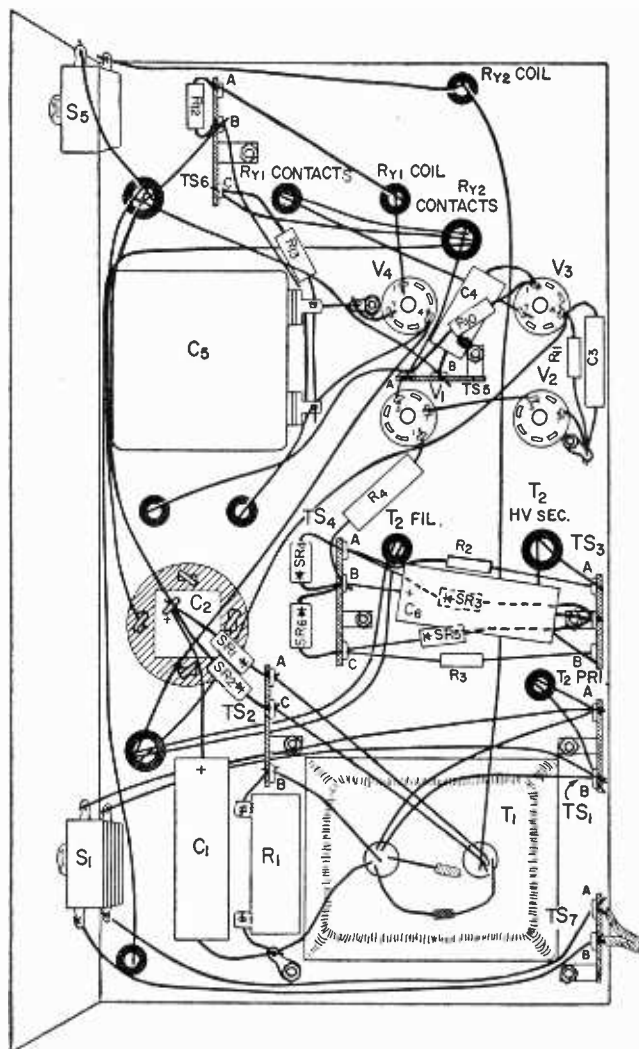 S5
A
R12
B
TS6
C
RY1 CONTACTS
RY1 COIL
RY2 COIL
RY2
CONTACTS
R13
C5
V4
C4
R10
V3
A
B
TS5
V1
V2
R11
C3
R4
TS4
A
SR4
B
SR6
C
T2 FIL.
R2
T2
HV SEC.
TS3
A
+
SR3
C6
SR5
R3
B
C2
+
SR1
SR2
TS2
A
C
B
T2 PRI
A
B
TS1
+
C1
R1
T1
S1
A
TS7
B